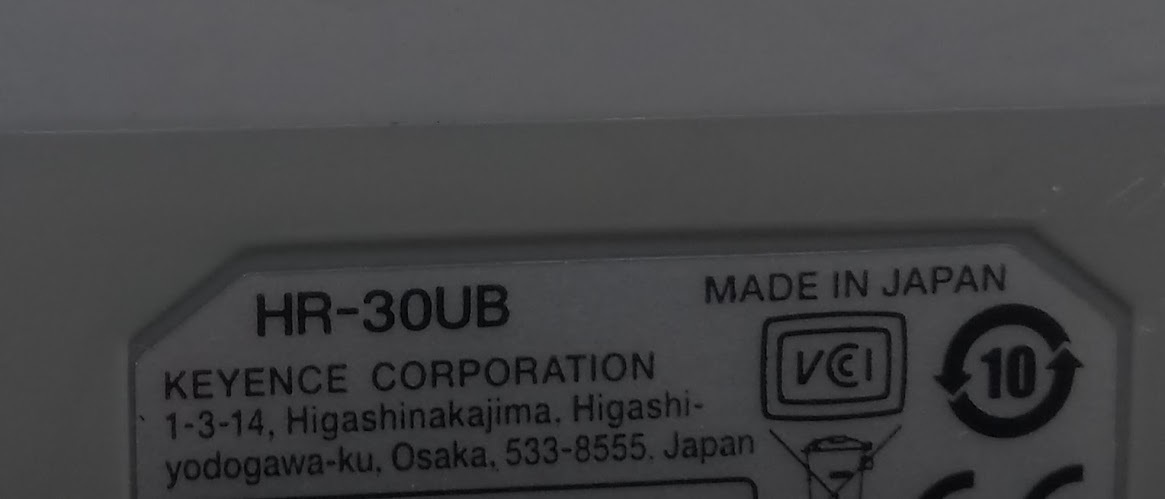 HR-30UB
MADE IN JAPAN
KEYENCE CORPORATION
1-3-14, Higashinakajima, Higashi-
yodogawa-ku, Osaka, 533-8555, Japan
VCCI
10